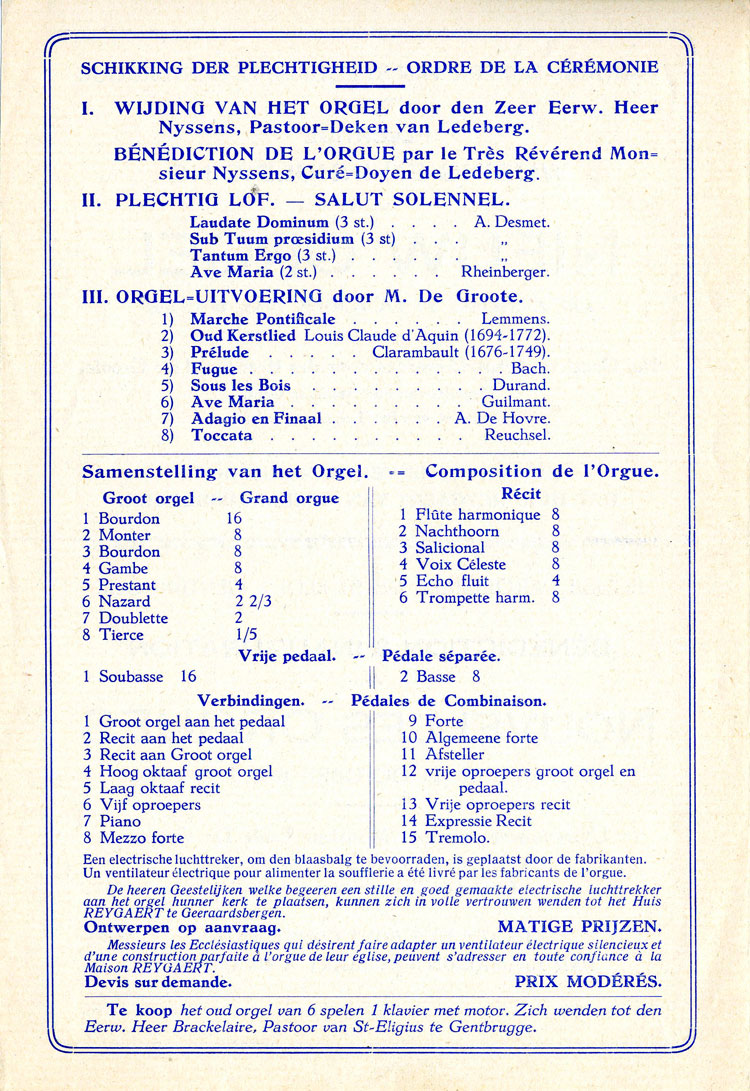 SCHIKKING DER PLECHTIGHEID -- ORDRE DE LA CÉRÉMONIE
I. WIJDING VAN HET ORGEL door den Zeer Eerw. Heer
Nyssens, Pastoor=Deken van Ledeberg.
BÉNÉDICTION DE L'ORGUE par le Très Révérend Mon=
sieur Nyssens, Curé=Doyen de Ledeberg.
II. PLECHTIG LOF. — SALUT SOLENNEL.
Laudate Dominum (3 st.) . . . . A. Desmet.
Sub Tuum prœsidium (3 st) . . . „
Tantum Ergo (3 st.) . . . . . . „
Ave Maria (2 st.) . . . . . . Rheinberger.
III. ORGEL=UITVOERING door M. De Groote.
1) Marche Pontificale . . . . . . Lemmens.
2) Oud Kerstlied Louis Claude d'Aquin (1694-1772).
3) Prélude . . . . . Clarambault (1676-1749).
4) Fugue . . . . . . . . . . . . . Bach.
5) Sous les Bois . . . . . . . . . Durand.
6) Ave Maria . . . . . . . . . Guilmant.
7) Adagio en Finaal . . . . . . A. De Hovre.
8) Toccata . . . . . . . . . . Reuchsel.
Samenstelling van het Orgel. == Composition de l'Orgue.
Groot orgel -- Grand orgue
1 Bourdon 16
2 Monter 8
3 Bourdon 8
4 Gambe 8
5 Prestant 4
6 Nazard 2 2/3
7 Doublette 2
8 Tierce 1/5
Récit
1 Flûte harmonique 8
2 Nachthoorn 8
3 Salicional 8
4 Voix Céleste 8
5 Echo fluit 4
6 Trompette harm. 8
Vrije pedaal. -- Pédale séparée.
1 Soubasse 16
2 Basse 8
Verbindingen. -- Pédales de Combinaison.
1 Groot orgel aan het pedaal
2 Recit aan het pedaal
3 Recit aan Groot orgel
4 Hoog oktaaf groot orgel
5 Laag oktaaf recit
6 Vijf oproepers
7 Piano
8 Mezzo forte
9 Forte
10 Algemeene forte
11 Afsteller
12 vrije oproepers groot orgel en
pedaal.
13 Vrije oproepers recit
14 Expressie Recit
15 Tremolo.
Een electrische luchttreker, om den blaasbalg te bevoorraden, is geplaatst door de fabrikanten.
Un ventilateur électrique pour alimenter la soufflerie a été livré par les fabricants de l'orgue.
De heeren Geestelijken welke begeeren een stille en goed gemaakte electrische luchttrekker
aan het orgel hunner kerk te plaatsen, kunnen zich in volle vertrouwen wenden tot het Huis
REYGAERT te Geeraardsbergen.
Ontwerpen op aanvraag. MATIGE PRIJZEN.
Messieurs les Ecclésiastiques qui désirent faire adapter un ventilateur électrique silencieux et
d'une construction parfaite à l'orgue de leur église, peuvent s'adresser en toute confiance à la
Maison REYGAERT.
Devis sur demande. PRIX MODÉRÉS.
Te koop het oud orgel van 6 spelen 1 klavier met motor. Zich wenden tot den
Eerw. Heer Brackelaire, Pastoor van St-Eligius te Gentbrugge.